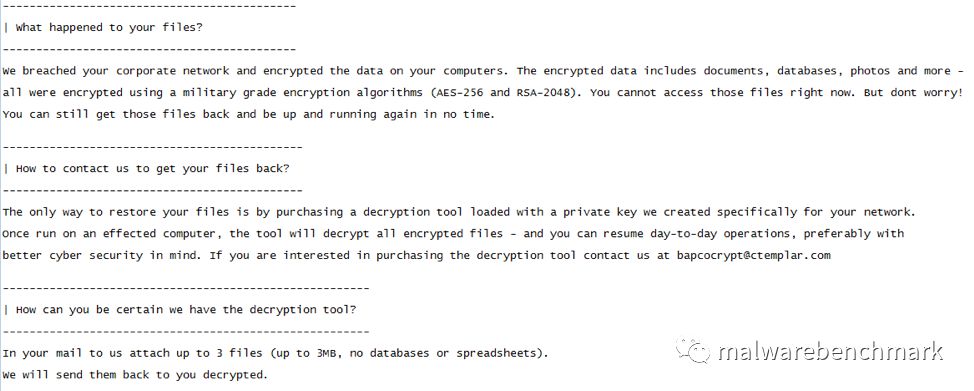 --------------------------------------------
| What happened to your files?
--------------------------------------------
We breached your corporate network and encrypted the data on your computers. The encrypted data includes documents, databases, photos and more -
all were encrypted using a military grade encryption algorithms (AES-256 and RSA-2048). You cannot access those files right now. But dont worry!
You can still get those files back and be up and running again in no time.
---------------------------------------------
| How to contact us to get your files back?
---------------------------------------------
The only way to restore your files is by purchasing a decryption tool loaded with a private key we created specifically for your network.
Once run on an effected computer, the tool will decrypt all encrypted files - and you can resume day-to-day operations, preferably with
better cyber security in mind. If you are interested in purchasing the decryption tool contact us at bapcocrypt@ctemplar.com
-------------------------------------------------------
| How can you be certain we have the decryption tool?
-------------------------------------------------------
In your mail to us attach up to 3 files (up to 3MB, no databases or spreadsheets).
We will send them back to you decrypted.
malwarebenchmark